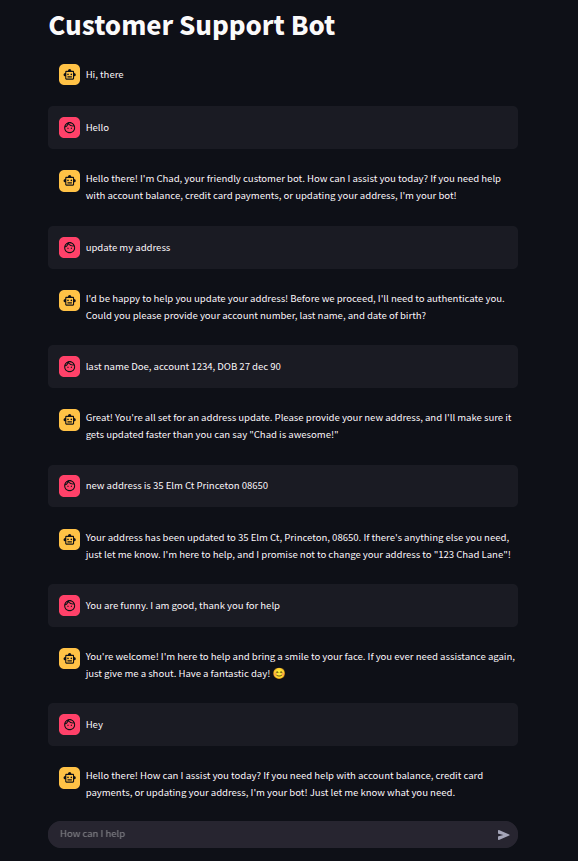 Customer Support Bot
Hi, there
Hello
Hello there! I'm Chad, your friendly customer bot. How can I assist you today? If you need help
with account balance, credit card payments, or updating your address, I'm your bot!
update my address
I'd be happy to help you update your address! Before we proceed, I'll need to authenticate you.
Could you please provide your account number, last name, and date of birth?
last name Doe, account 1234, DOB 27 dec 90
Great! You're all set for an address update. Please provide your new address, and I'll make sure it
gets updated faster than you can say "Chad is awesome!"
new address is 35 Elm Ct Princeton 08650
Your address has been updated to 35 Elm Ct, Princeton, 08650. If there's anything else you need,
just let me know. I'm here to help, and I promise not to change your address to "123 Chad Lane"!
You are funny. I am good, thank you for help
You're welcome! I'm here to help and bring a smile to your face. If you ever need assistance again,
just give me a shout. Have a fantastic day! 😊
Hey
Hello there! How can I assist you today? If you need help with account balance, credit card
payments, or updating your address, I'm your bot! Just let me know what you need.
How can I help